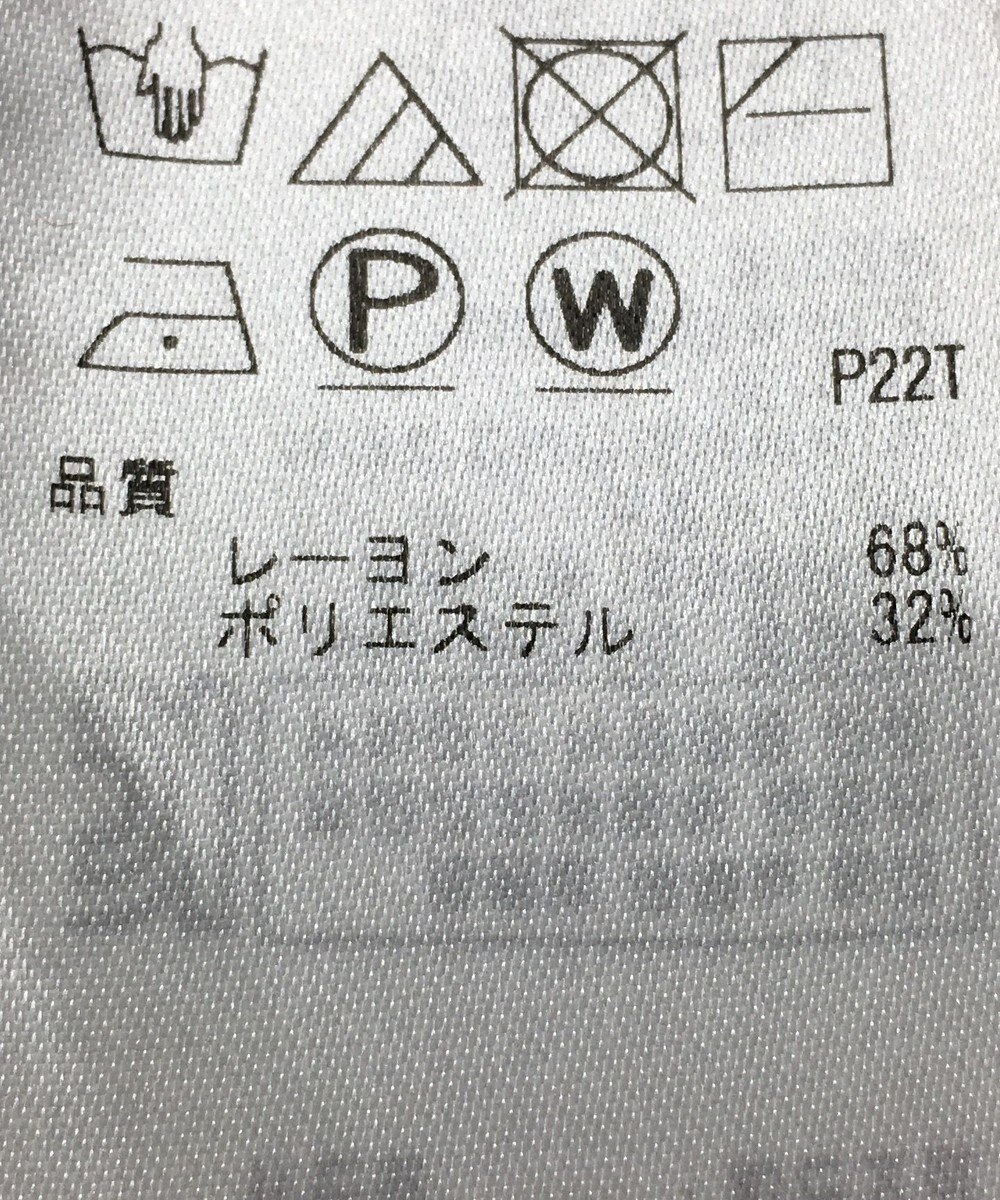 P W
P22T
品質
レーヨン 68%
ポリエステル 32%